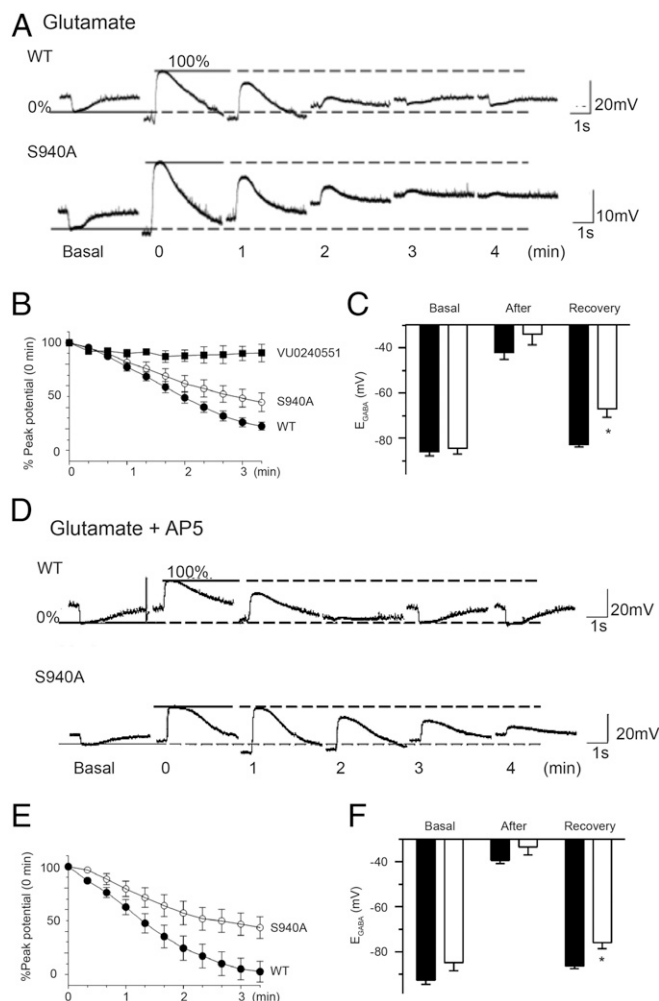 A Glutamate
WT
100%
0%
20mV
1s
S940A
10mV
1s
Basal 0 1 2 3 4 (min)
B
% Peak potential (0 min)
100
50
0
VU0240551
S940A
WT
0 1 2 3 (min)
C
Basal After Recovery
EGABA (mV)
-40
-60
-80
*
D
Glutamate + AP5
WT
100%
0%
20mV
1s
S940A
20mV
1s
Basal 0 1 2 3 4 (min)
E
%Peak potential (0 min)
100
50
0
S940A
WT
0 1 2 3 (min)
F
Basal After Recovery
EGABA (mV)
-40
-60
-80
*